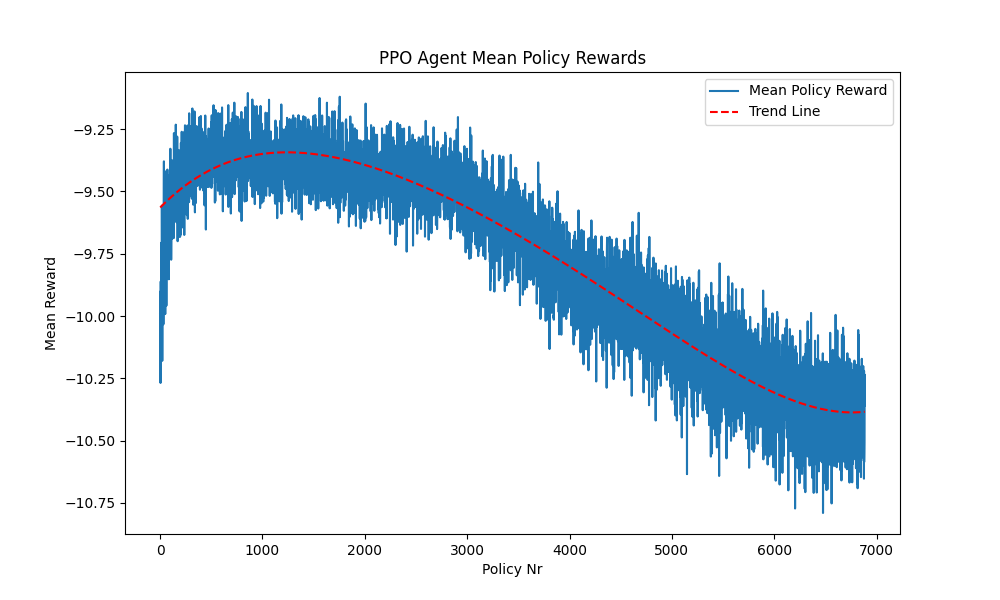 PPO Agent Mean Policy Rewards
Mean Policy Reward
Trend Line
Mean Reward
−9.25
−9.50
−9.75
−10.00
−10.25
−10.50
−10.75
0 1000 2000 3000 4000 5000 6000 7000
Policy Nr